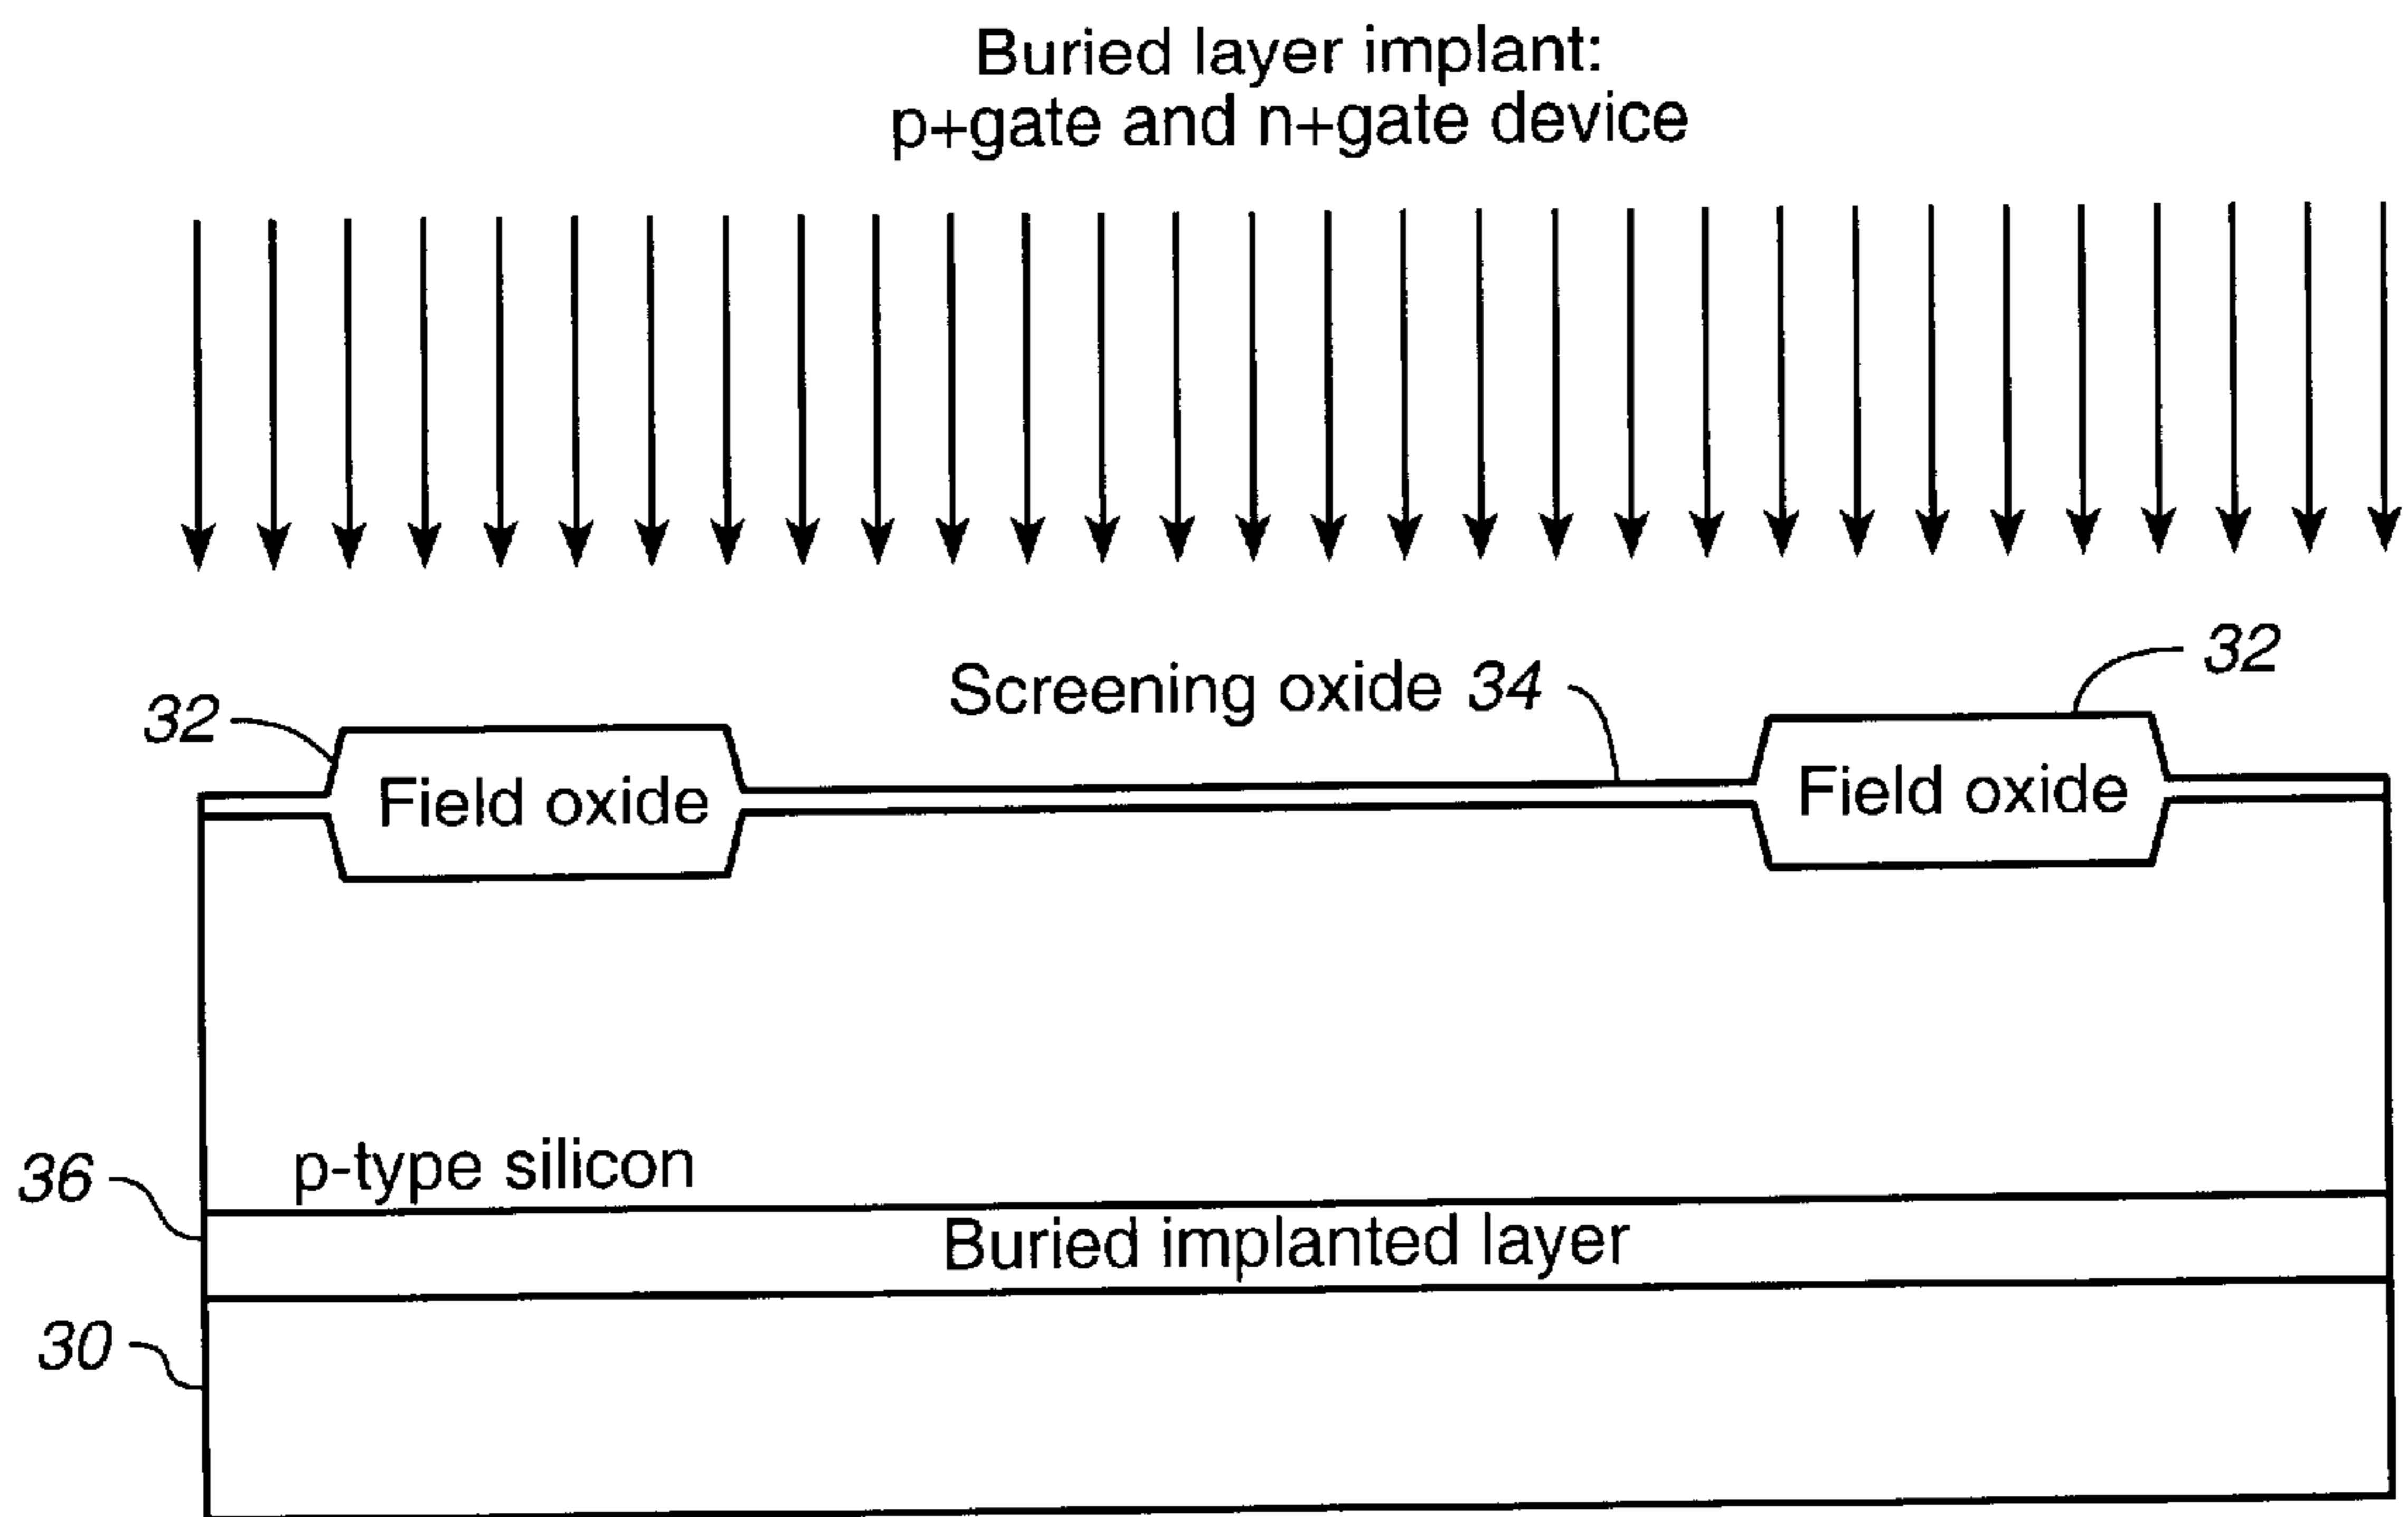 Buried layer implant:
p+gate and n+gate device
32
Screening oxide 34
32
Field oxide
Field oxide
p-type silicon
36
Buried implanted layer
30